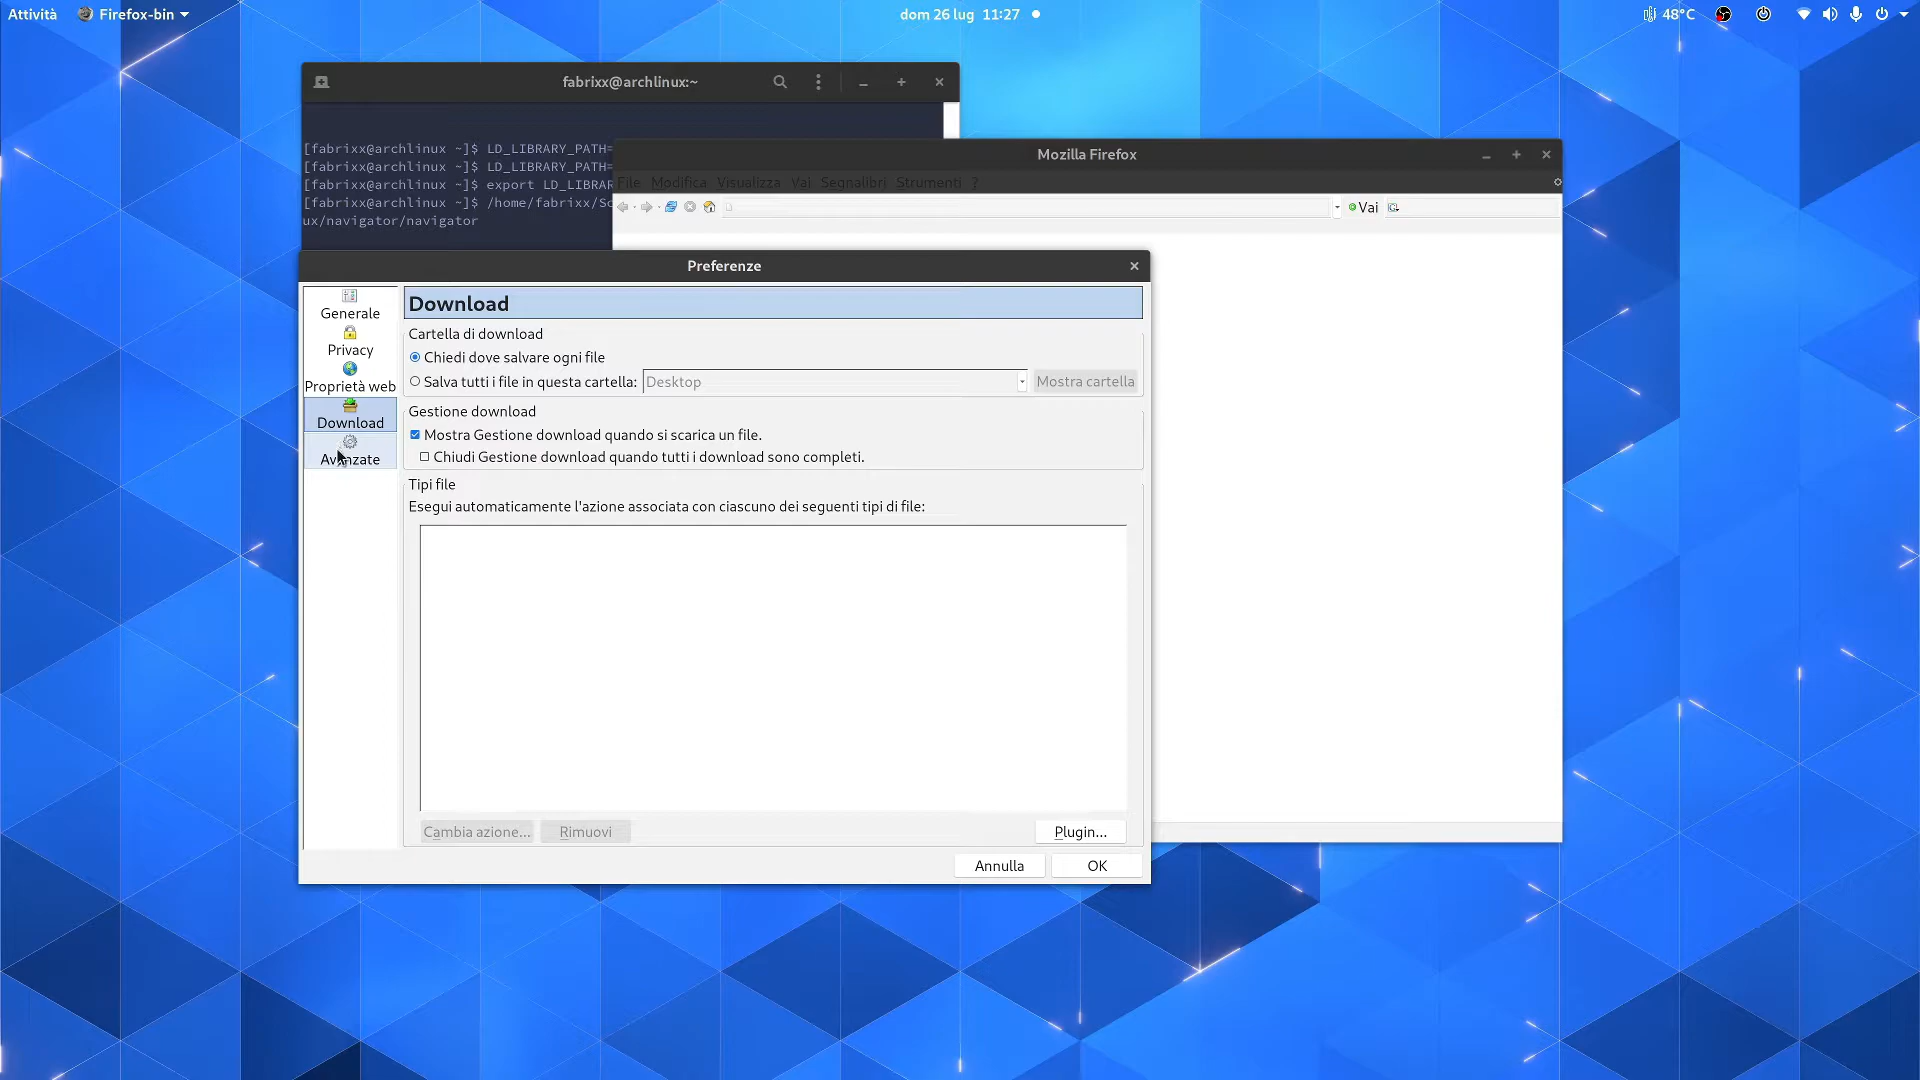 Attività Firefox-bin dom 26 lug 11:27 48°C
fabrixx@archlinux:~
[fabrixx@archlinux ~]$ LD_LIBRARY_PATH=
[fabrixx@archlinux ~]$ LD_LIBRARY_PATH=
[fabrixx@archlinux ~]$ export LD_LIBRAR
[fabrixx@archlinux ~]$ /home/fabrixx/Sc
ux/navigator/navigator
Mozilla Firefox
File Modifica Visualizza Vai Segnalibri Strumenti ?
Vai
Preferenze
Generale
Privacy
Proprietà web
Download
Avanzate
Download
Cartella di download
Chiedi dove salvare ogni file
Salva tutti i file in questa cartella: Desktop Mostra cartella
Gestione download
Mostra Gestione download quando si scarica un file.
Chiudi Gestione download quando tutti i download sono completi.
Tipi file
Esegui automaticamente l'azione associata con ciascuno dei seguenti tipi di file:
Cambia azione... Rimuovi Plugin...
Annulla OK